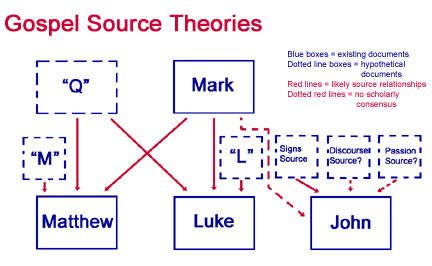 Gospel Source Theories
Blue boxes = existing documents
Dotted line boxes = hypothetical
documents
Red lines = likely source relationships
Dotted red lines = no scholarly
consensus
“Q”
Mark
“M”
“L”
Signs
Source
Discourse
Source?
Passion
Source?
Matthew
Luke
John